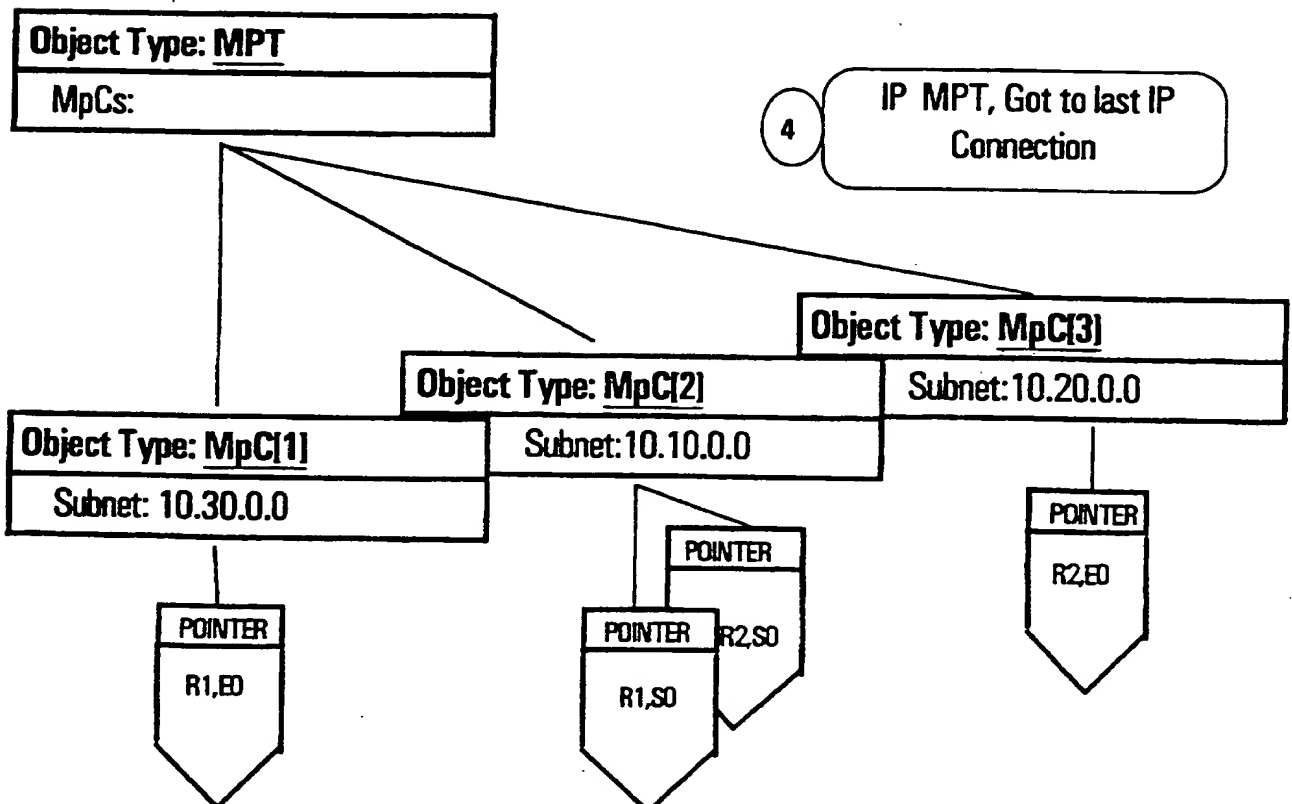 Object Type: MPT
MpCs:
4
IP MPT, Got to last IP
Connection
Object Type: MpC[3]
Subnet:10.20.0.0
Object Type: MpC[2]
Subnet:10.10.0.0
Object Type: MpC[1]
Subnet: 10.30.0.0
POINTER
R2,E0
POINTER
R2,S0
POINTER
R1,S0
POINTER
R1,E0